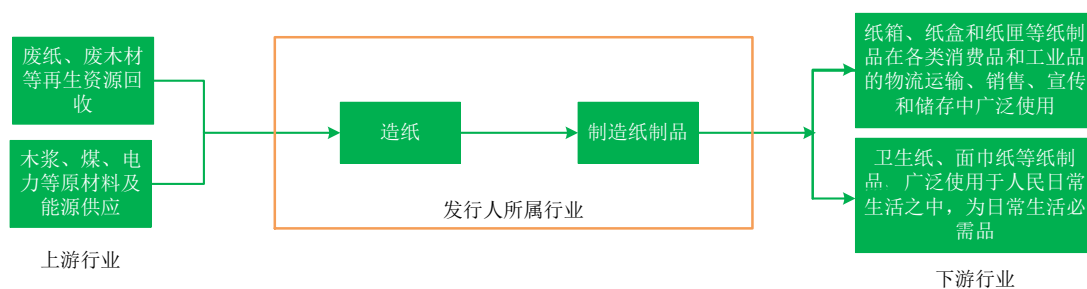 废纸、废木材
等再生资源回
收
木浆、煤、电
力等原材料及
能源供应
上游行业
造纸
制造纸制品
发行人所属行业
纸箱、纸盒和纸匣等纸制
品在各类消费品和工业品
的物流运输、销售、宣传
和储存中广泛使用
卫生纸、面巾纸等纸制
品，广泛使用于人民日常
生活之中，为日常生活必
需品
下游行业